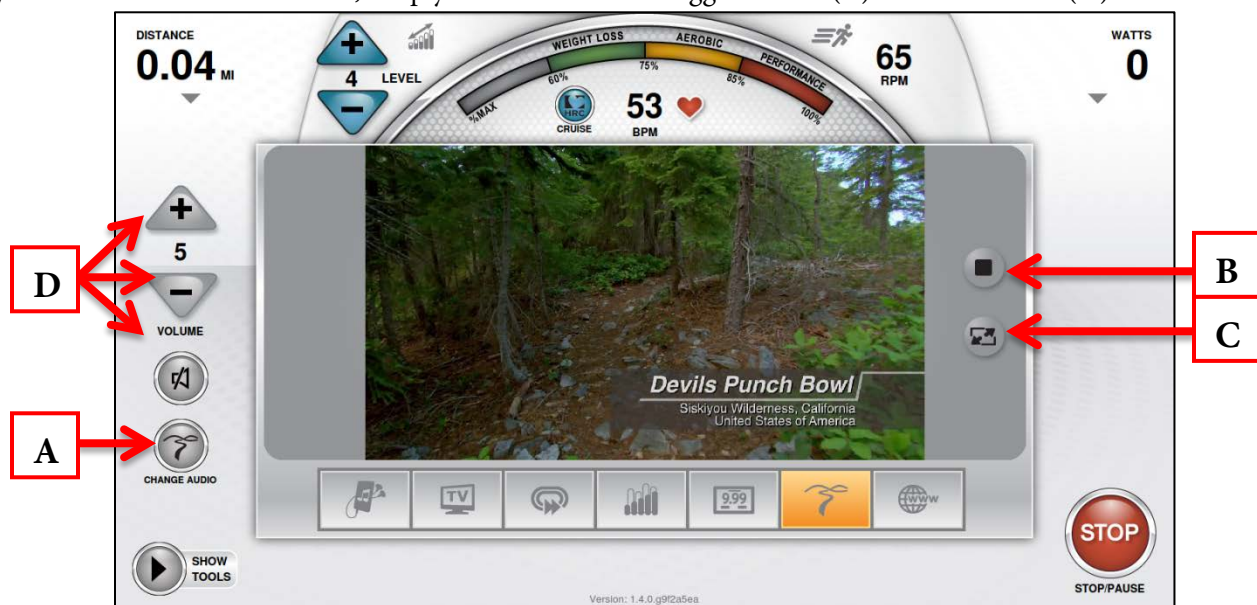 DISTANCE
0.04 MI
4 LEVEL
%MAX
60%
WEIGHT LOSS
75%
AEROBIC
85%
PERFORMANCE
100%
HRC
CRUISE
53
BPM
65
RPM
WATTS
0
5
VOLUME
D
B
C
A
CHANGE AUDIO
Devils Punch Bowl
Siskiyou Wilderness, California
United States of America
TV
9.99
www
SHOW
TOOLS
STOP
STOP/PAUSE
Version: 1.4.0.g9f2a5ea